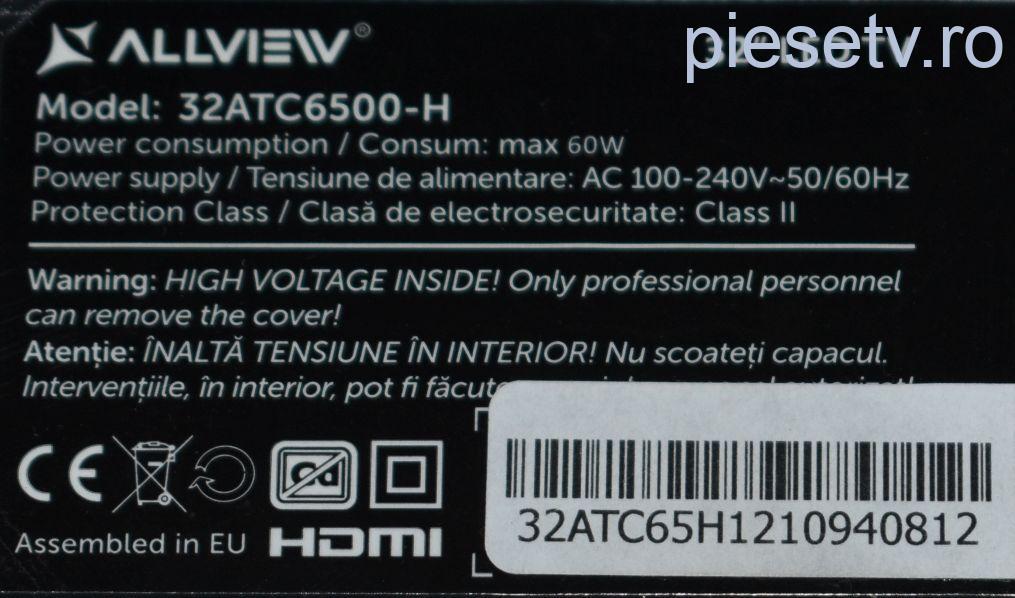 ALLVIEW®
piesetv.ro
Model: 32ATC6500-H
Power consumption / Consum: max 60W
Power supply / Tensiune de alimentare: AC 100-240V~50/60Hz
Protection Class / Clasă de electrosecuritate: Class II
Warning: HIGH VOLTAGE INSIDE! Only professional personnel
can remove the cover!
Atenție: ÎNALTĂ TENSIUNE ÎN INTERIOR! Nu scoateți capacul.
Intervențiile, în interior, pot fi
CE
Assembled in EU
HDMI
32ATC65H1210940812